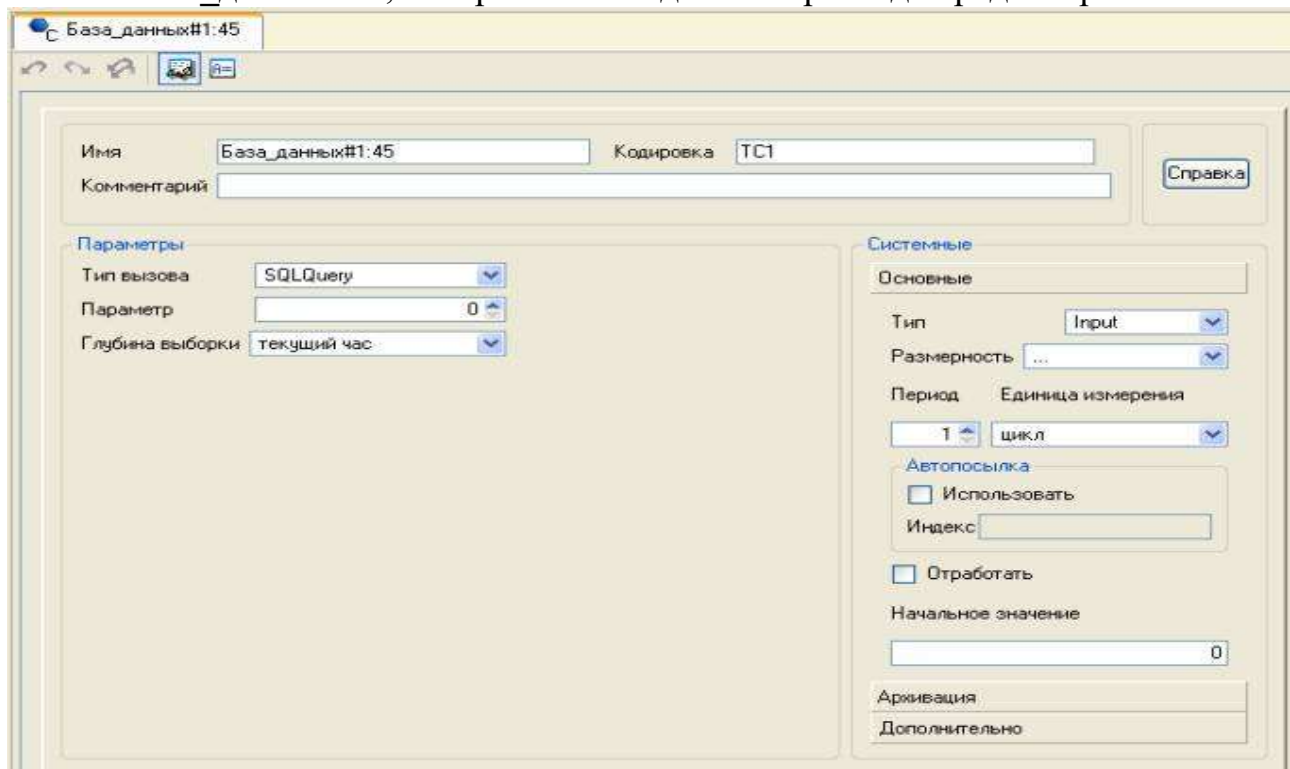 База_данных#1:45
Имя База_данных#1:45 Кодировка TC1
Комментарий
Справка
Параметры
Тип вызова SQLQuery
Параметр 0
Глубина выборки текущий час
Системные
Основные
Тип Input
Размерность ...
Период Единица измерения
1 цикл
Автопосылка
Использовать
Индекс
Отработать
Начальное значение
0
Архивация
Дополнительно